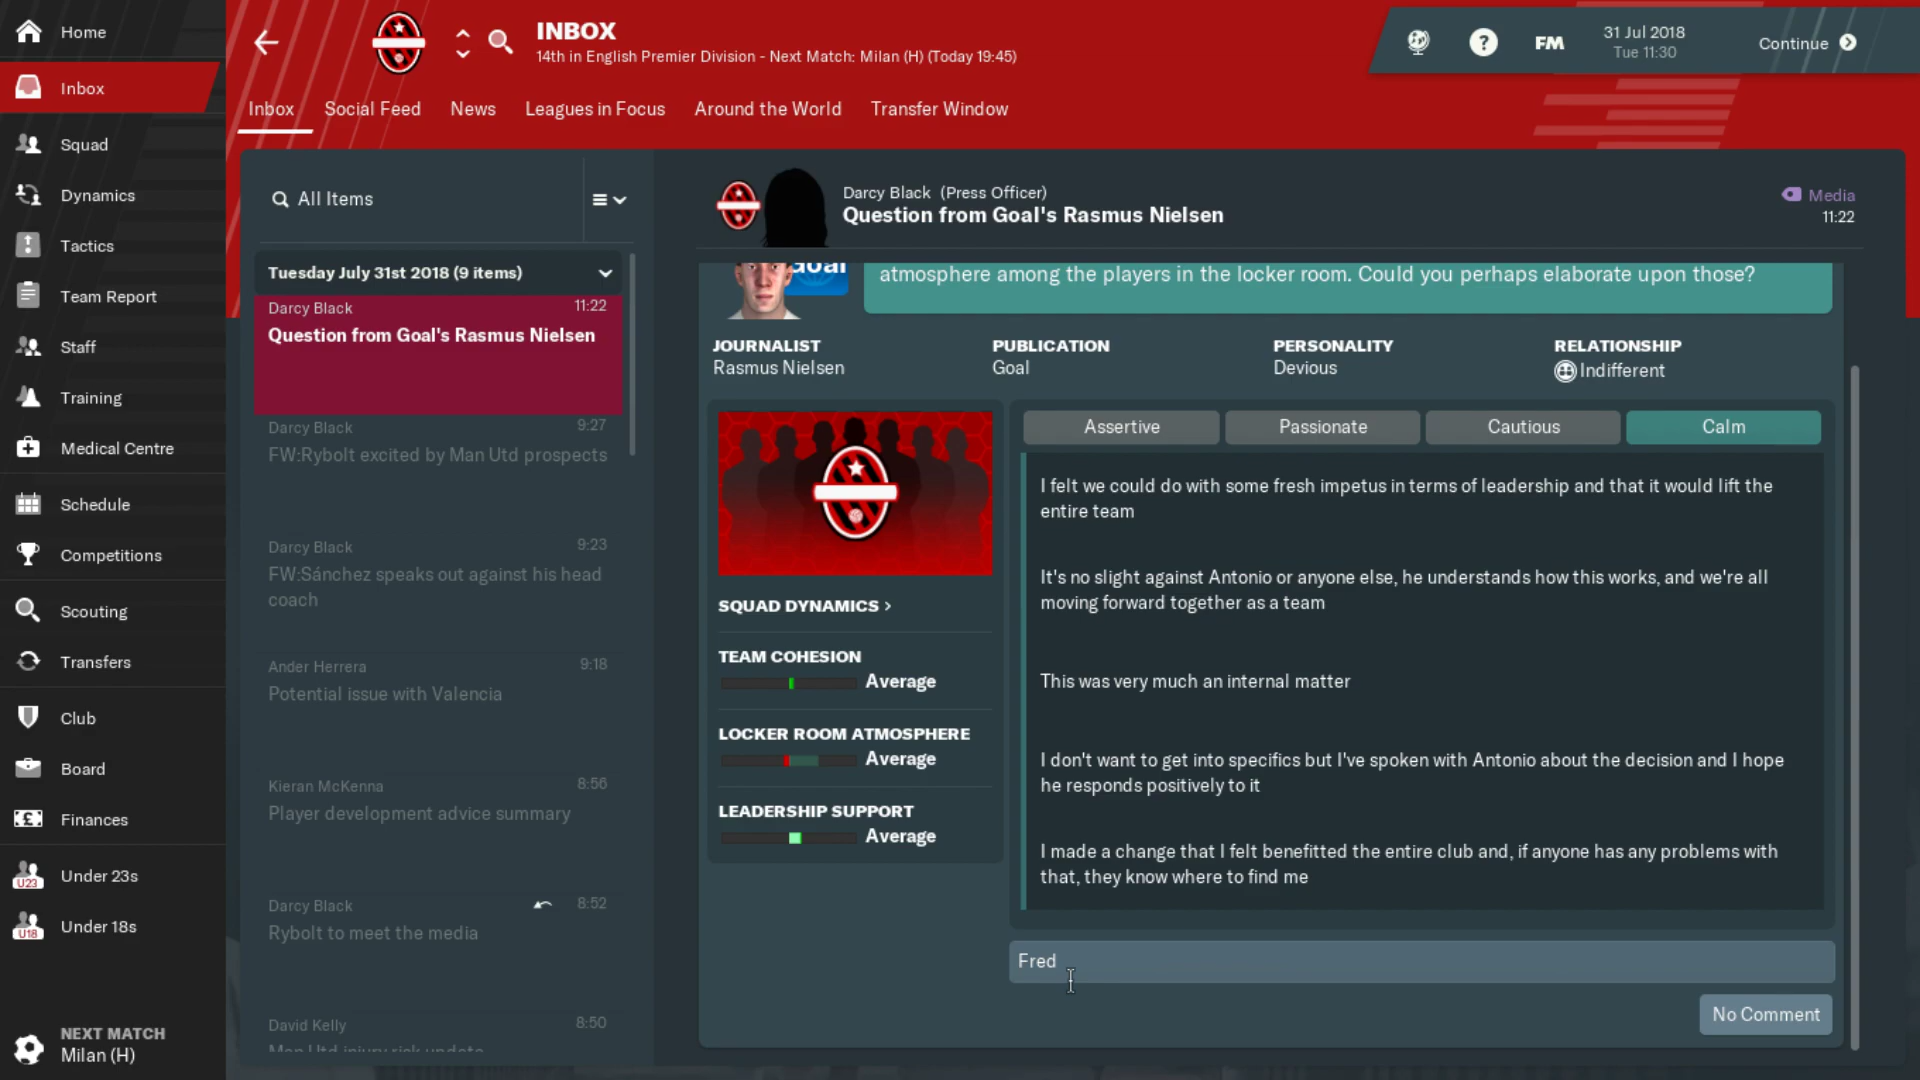 Home
Inbox
Squad
Dynamics
Tactics
Team Report
Staff
Training
Medical Centre
Schedule
Competitions
Scouting
Transfers
Club
Board
Finances
U23
Under 23s
U18
Under 18s
NEXT MATCH
Milan (H)
INBOX
14th in English Premier Division - Next Match: Milan (H) (Today 19:45)
?
FM
31 Jul 2018
Tue 11:30
Continue
Inbox
Social Feed
News
Leagues in Focus
Around the World
Transfer Window
All Items
Tuesday July 31st 2018 (9 items)
Darcy Black
11:22
Question from Goal's Rasmus Nielsen
Darcy Black
9:27
FW:Rybolt excited by Man Utd prospects
Darcy Black
9:23
FW:Sánchez speaks out against his head
coach
Ander Herrera
9:18
Potential issue with Valencia
Kieran McKenna
8:56
Player development advice summary
Darcy Black
8:52
Rybolt to meet the media
David Kelly
8:50
Man Utd injury risk update
Darcy Black (Press Officer)
Question from Goal's Rasmus Nielsen
Media
11:22
Goal
atmosphere among the players in the locker room. Could you perhaps elaborate upon those?
JOURNALIST
Rasmus Nielsen
PUBLICATION
Goal
PERSONALITY
Devious
RELATIONSHIP
Indifferent
SQUAD DYNAMICS >
TEAM COHESION
Average
LOCKER ROOM ATMOSPHERE
Average
LEADERSHIP SUPPORT
Average
Assertive
Passionate
Cautious
Calm
I felt we could do with some fresh impetus in terms of leadership and that it would lift the
entire team
It's no slight against Antonio or anyone else, he understands how this works, and we're all
moving forward together as a team
This was very much an internal matter
I don't want to get into specifics but I've spoken with Antonio about the decision and I hope
he responds positively to it
I made a change that I felt benefitted the entire club and, if anyone has any problems with
that, they know where to find me
Fred
No Comment